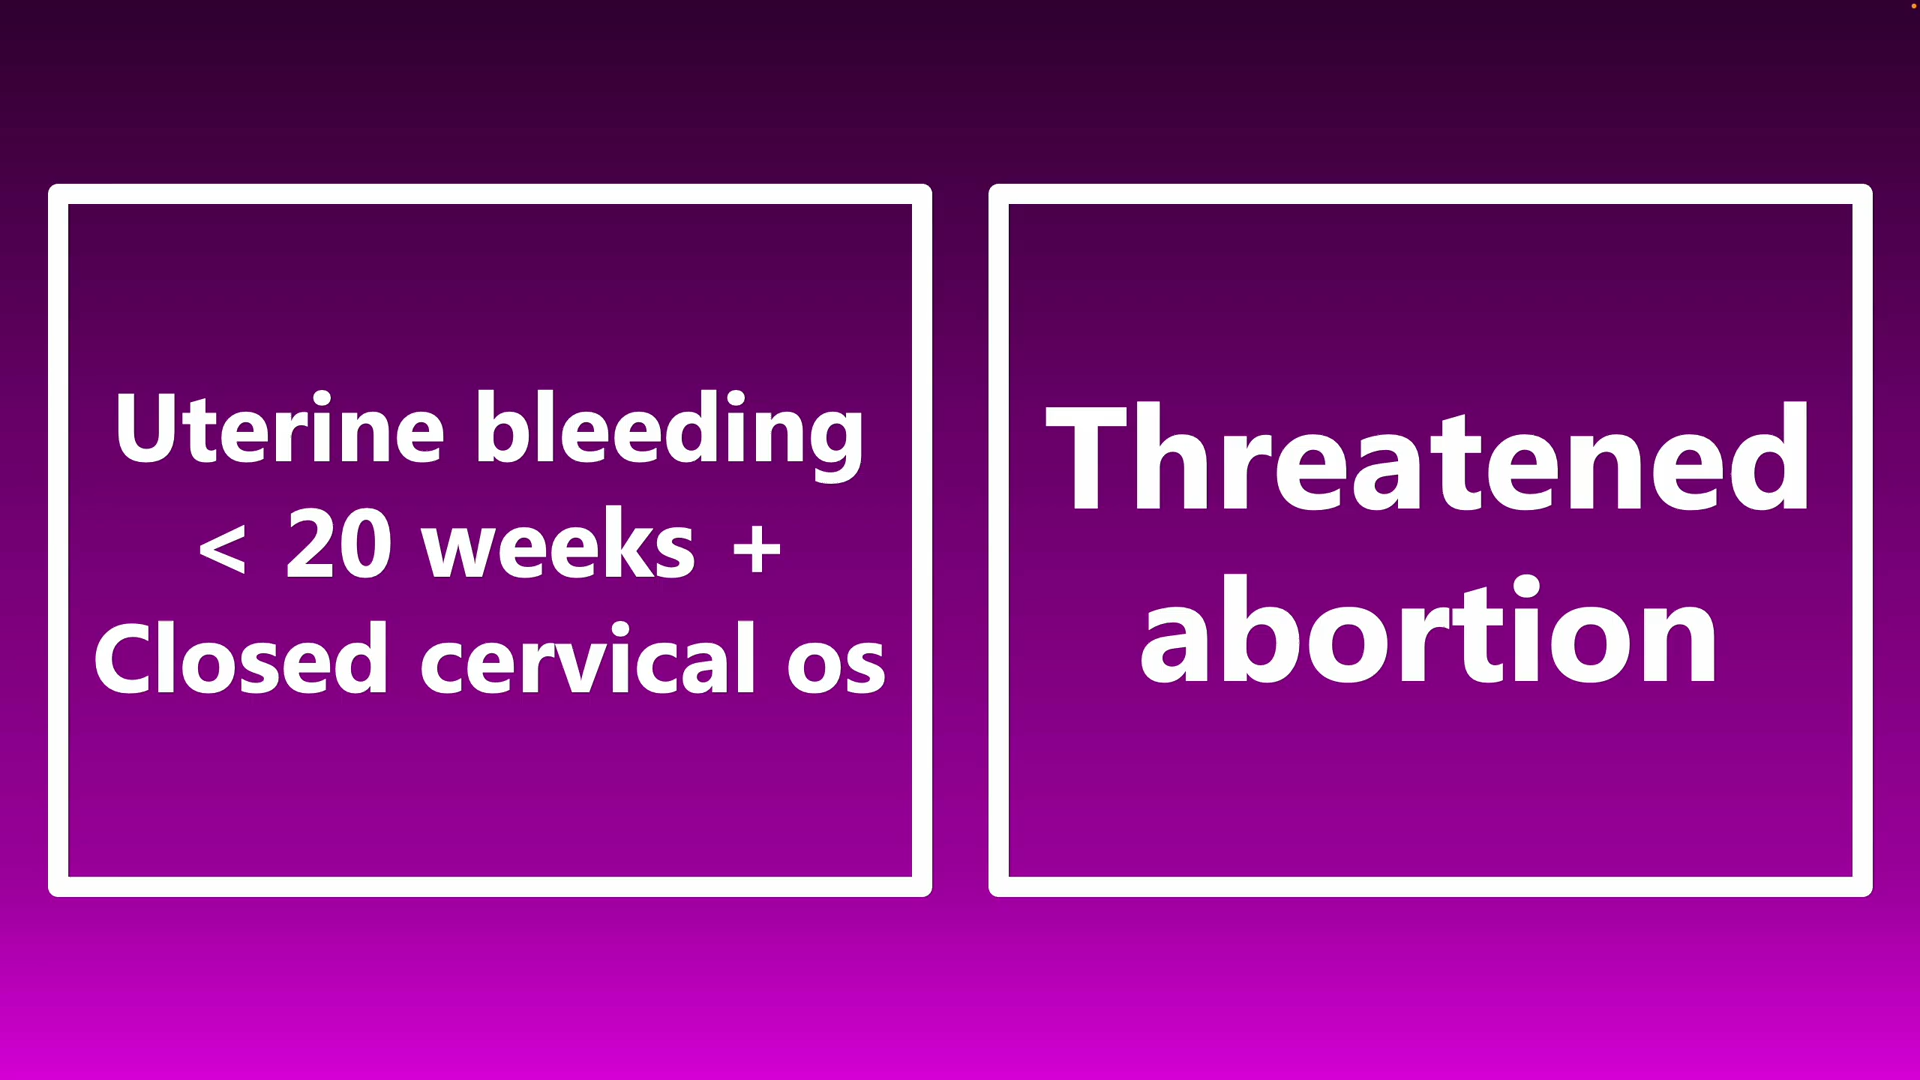 Uterine bleeding
< 20 weeks +
Closed cervical os
Threatened
abortion